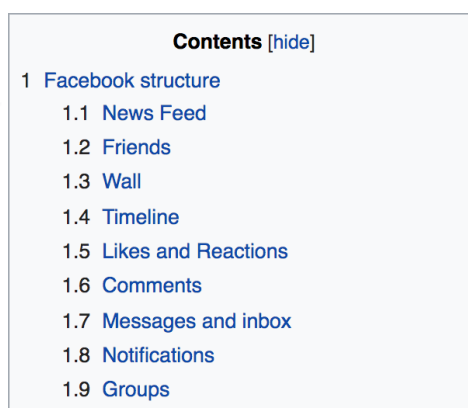 Contents [hide]
1 Facebook structure
1.1 News Feed
1.2 Friends
1.3 Wall
1.4 Timeline
1.5 Likes and Reactions
1.6 Comments
1.7 Messages and inbox
1.8 Notifications
1.9 Groups